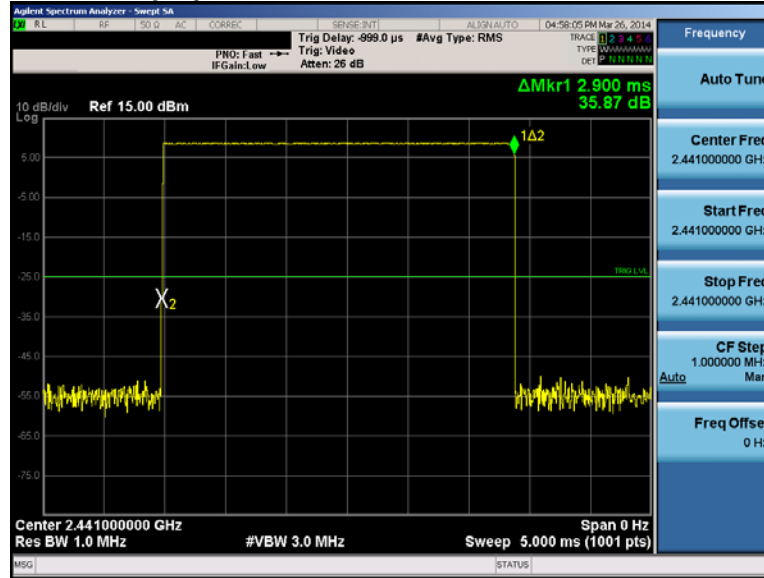 Agilent Spectrum Analyzer - Swept SA
RL RF 50 Ω AC CORREC SENSE:INT ALIGN AUTO 04:58:05 PM Mar 26, 2014
Trig Delay: -999.0 µs #Avg Type: RMS TRACE 1 2 3 4 5 6
PNO: Fast Trig: Video TYPE WWWWWW
IFGain:Low Atten: 26 dB DET P N N N N N
ΔMkr1 2.900 ms
10 dB/div Ref 15.00 dBm 35.87 dB
Log
1Δ2
5.00
-5.00
-15.0
-25.0
TRIG LVL
X2
-35.0
-45.0
-55.0
-65.0
-75.0
Center 2.441000000 GHz Span 0 Hz
Res BW 1.0 MHz #VBW 3.0 MHz Sweep 5.000 ms (1001 pts)
MSG STATUS
Frequency
Auto Tune
Center Freq
2.441000000 GH
Start Freq
2.441000000 GH
Stop Freq
2.441000000 GH
CF Step
1.000000 MH
Auto Man
Freq Offse
0 H